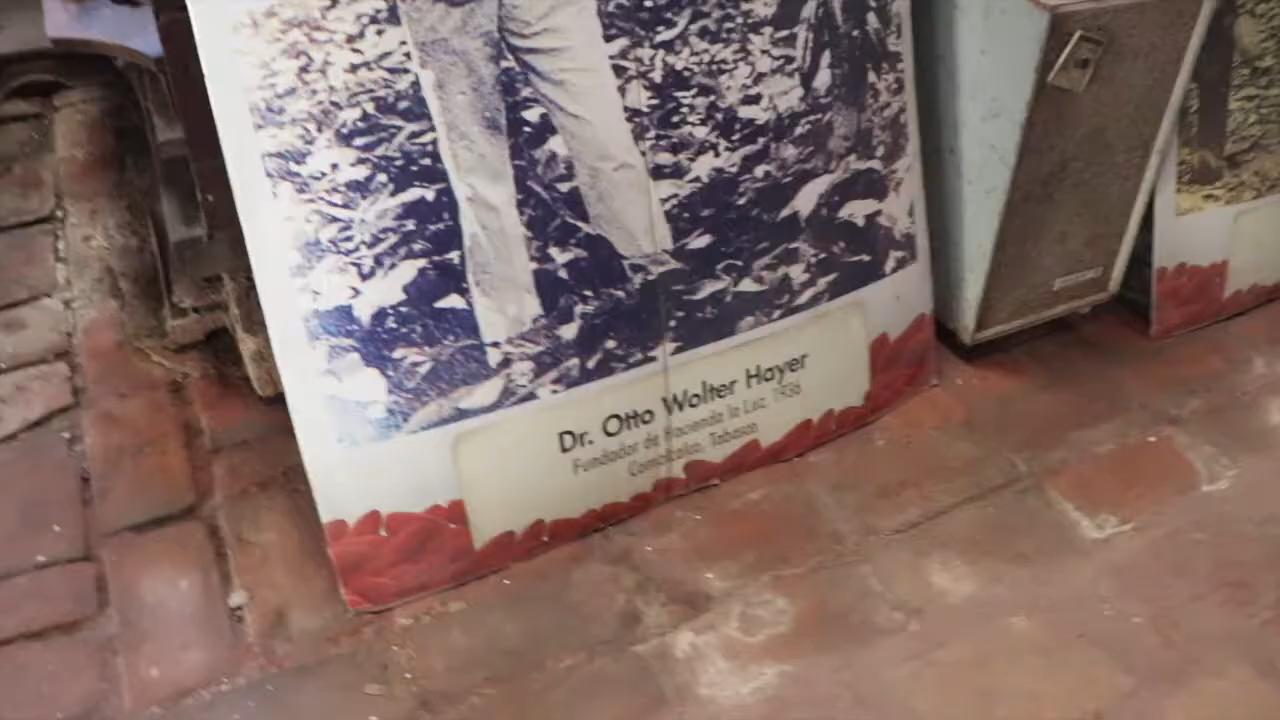 Dr. Otto Wolter Hayer
Fundador de Hacienda la Luz, 1936
Comalcalco, Tabasco